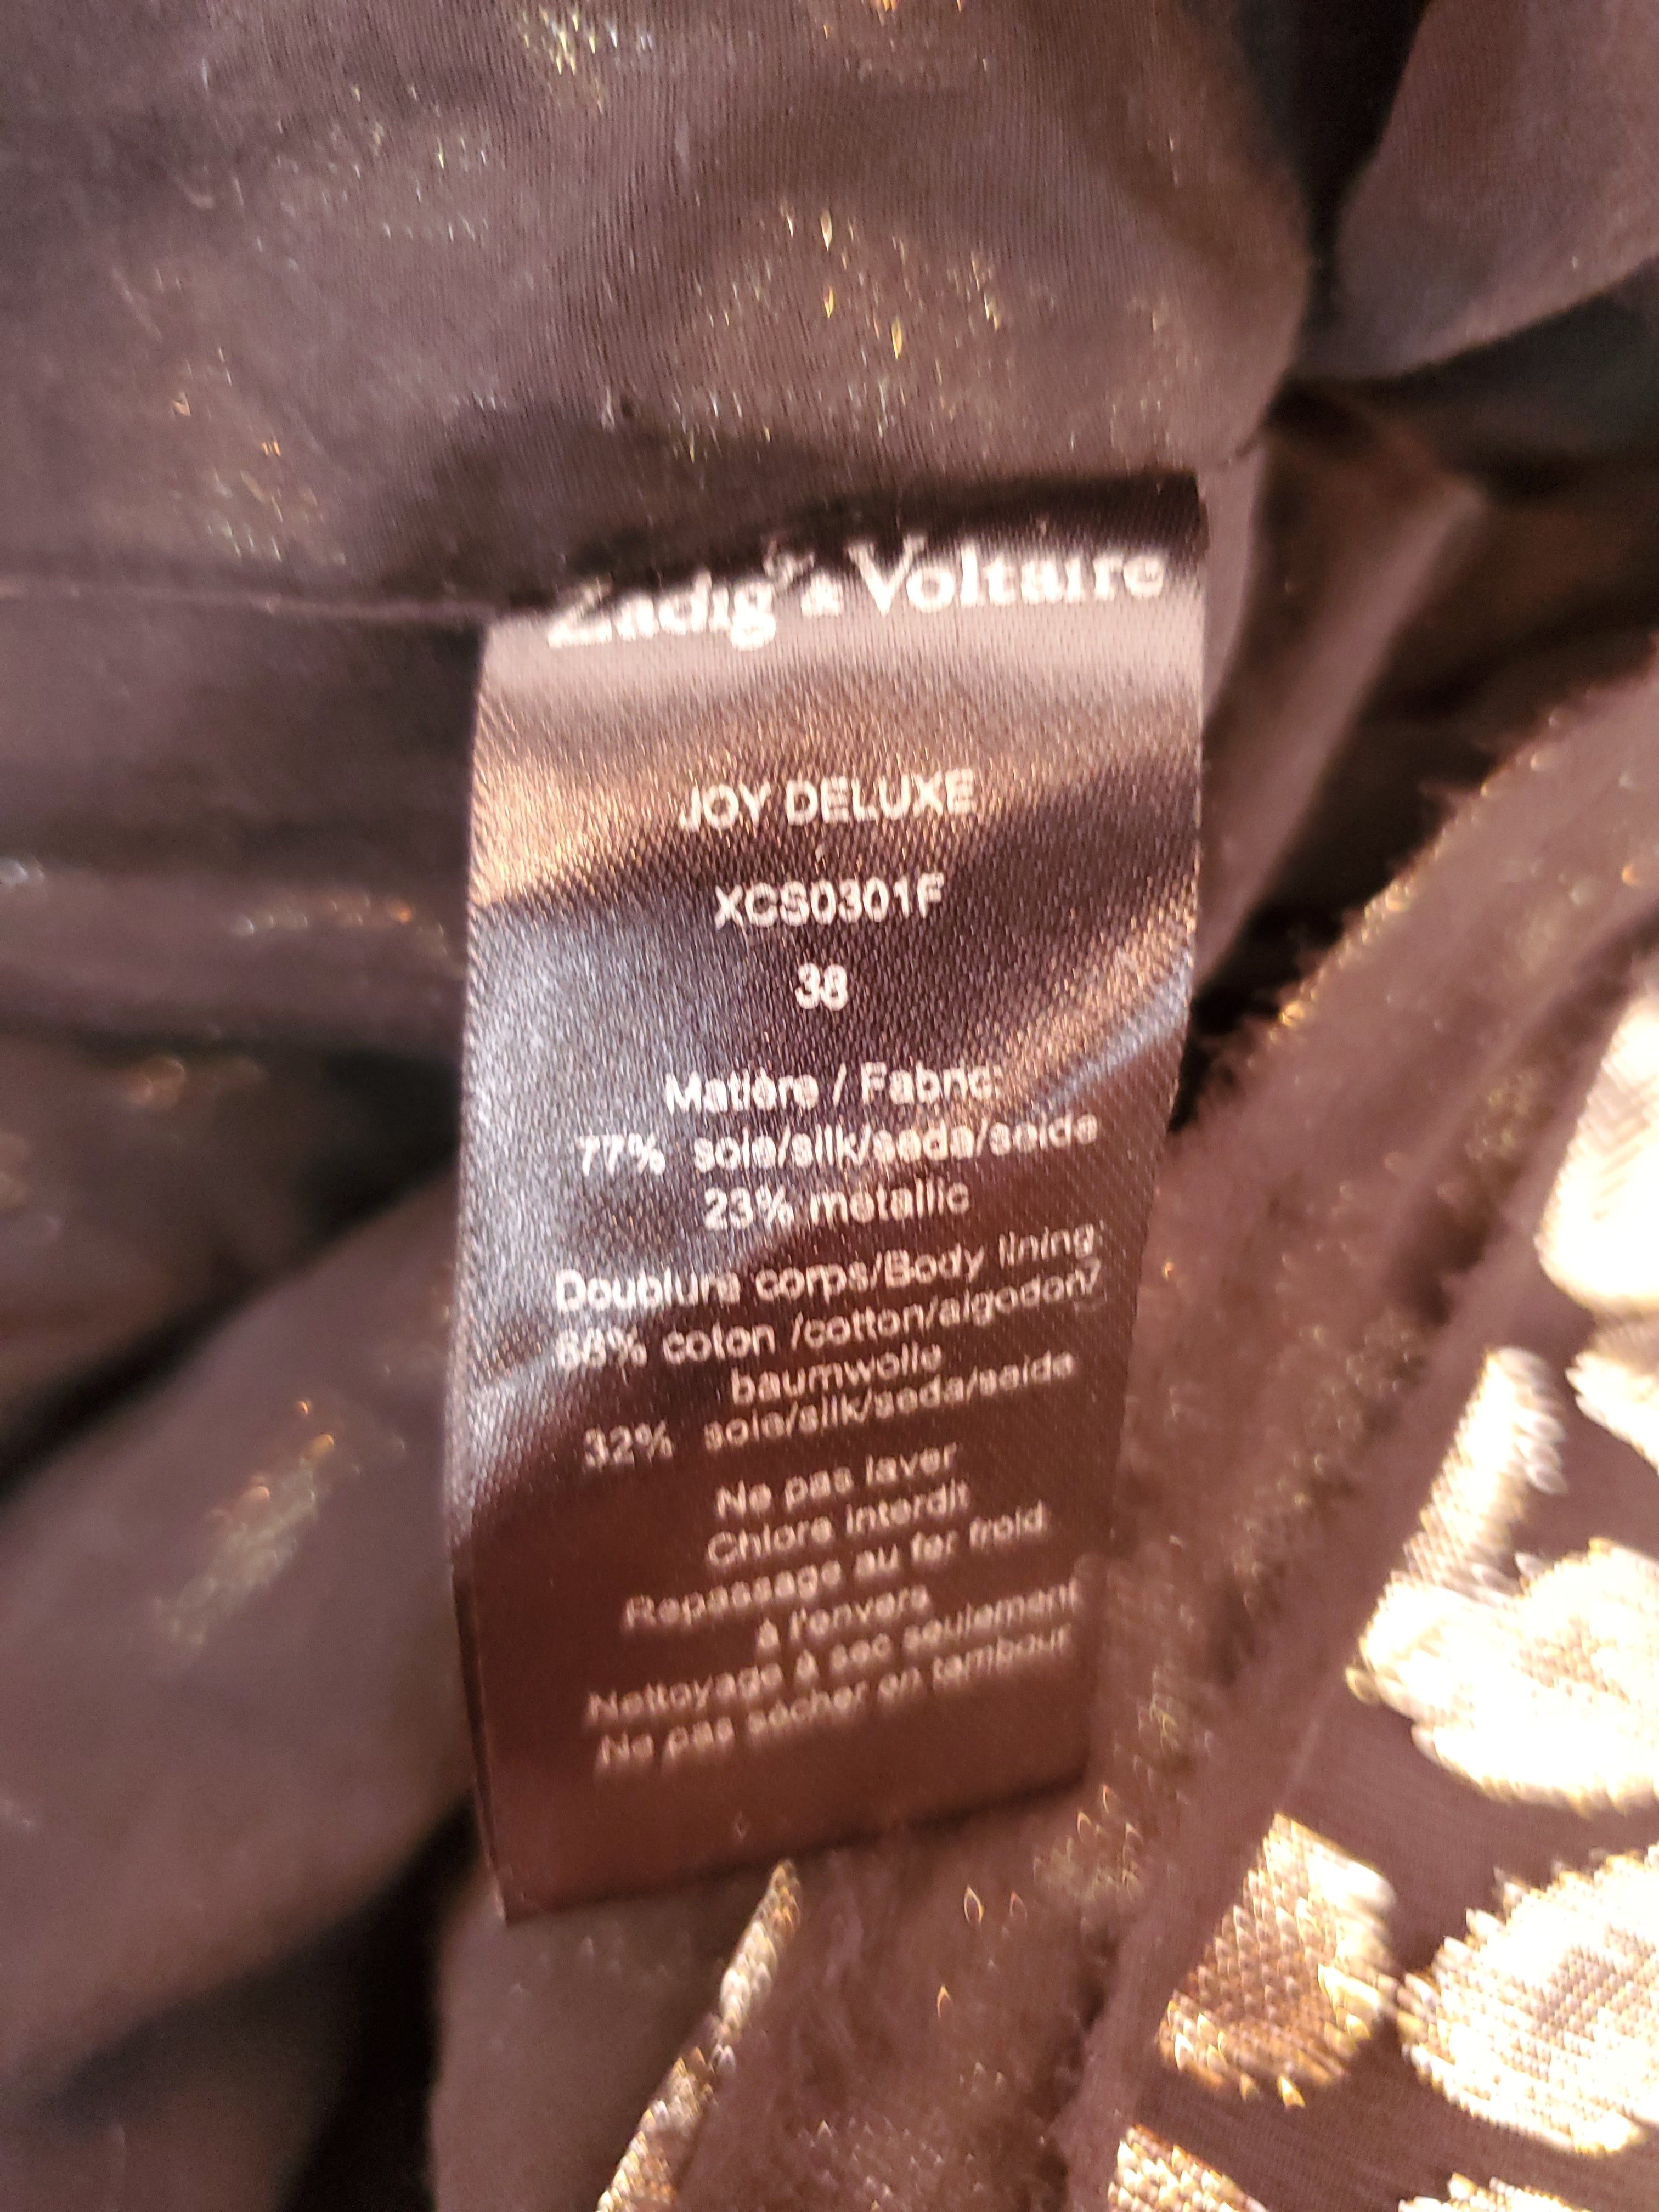 Zadig & Voltaire
JOY DELUXE
XCS0301F
38
Matière / Fabric:
77% soie/silk/seda/seide
23% métallic
Doublure corps/Body lining
68% coton /cotton/algodon/
baumwolle
32% soie/silk/seda/seide
Ne pas laver
Chlore interdit
Repassage au fer froid
à l'envers
Nettoyage à sec seulement
Ne pas sécher en tambour